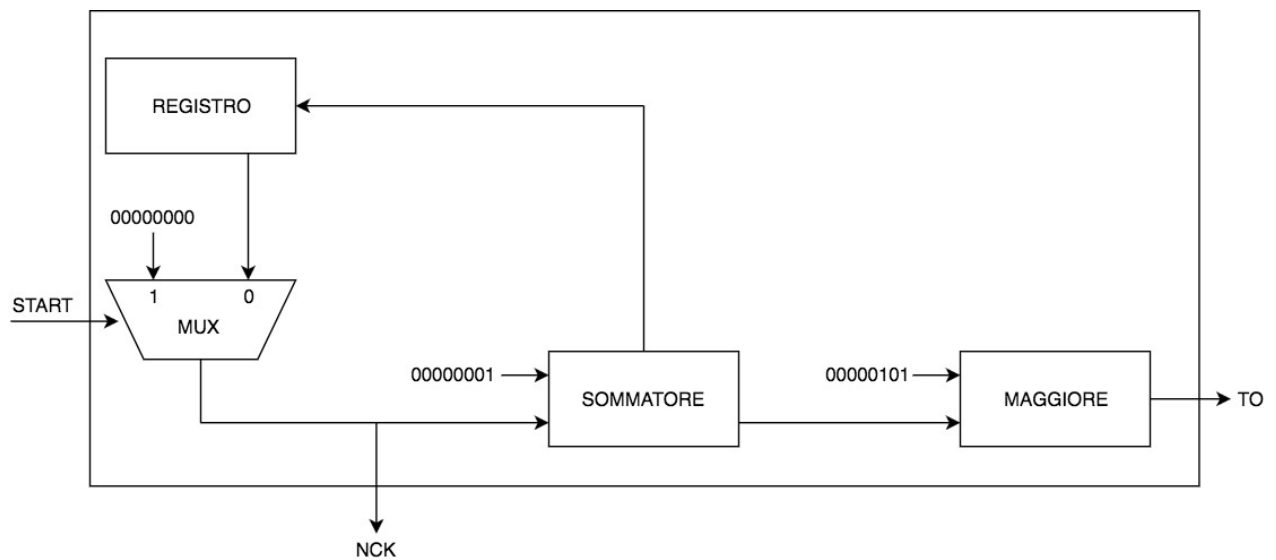 REGISTRO
00000000
1 0
START
MUX
00000001
00000101
SOMMATORE
MAGGIORE
TO
NCK